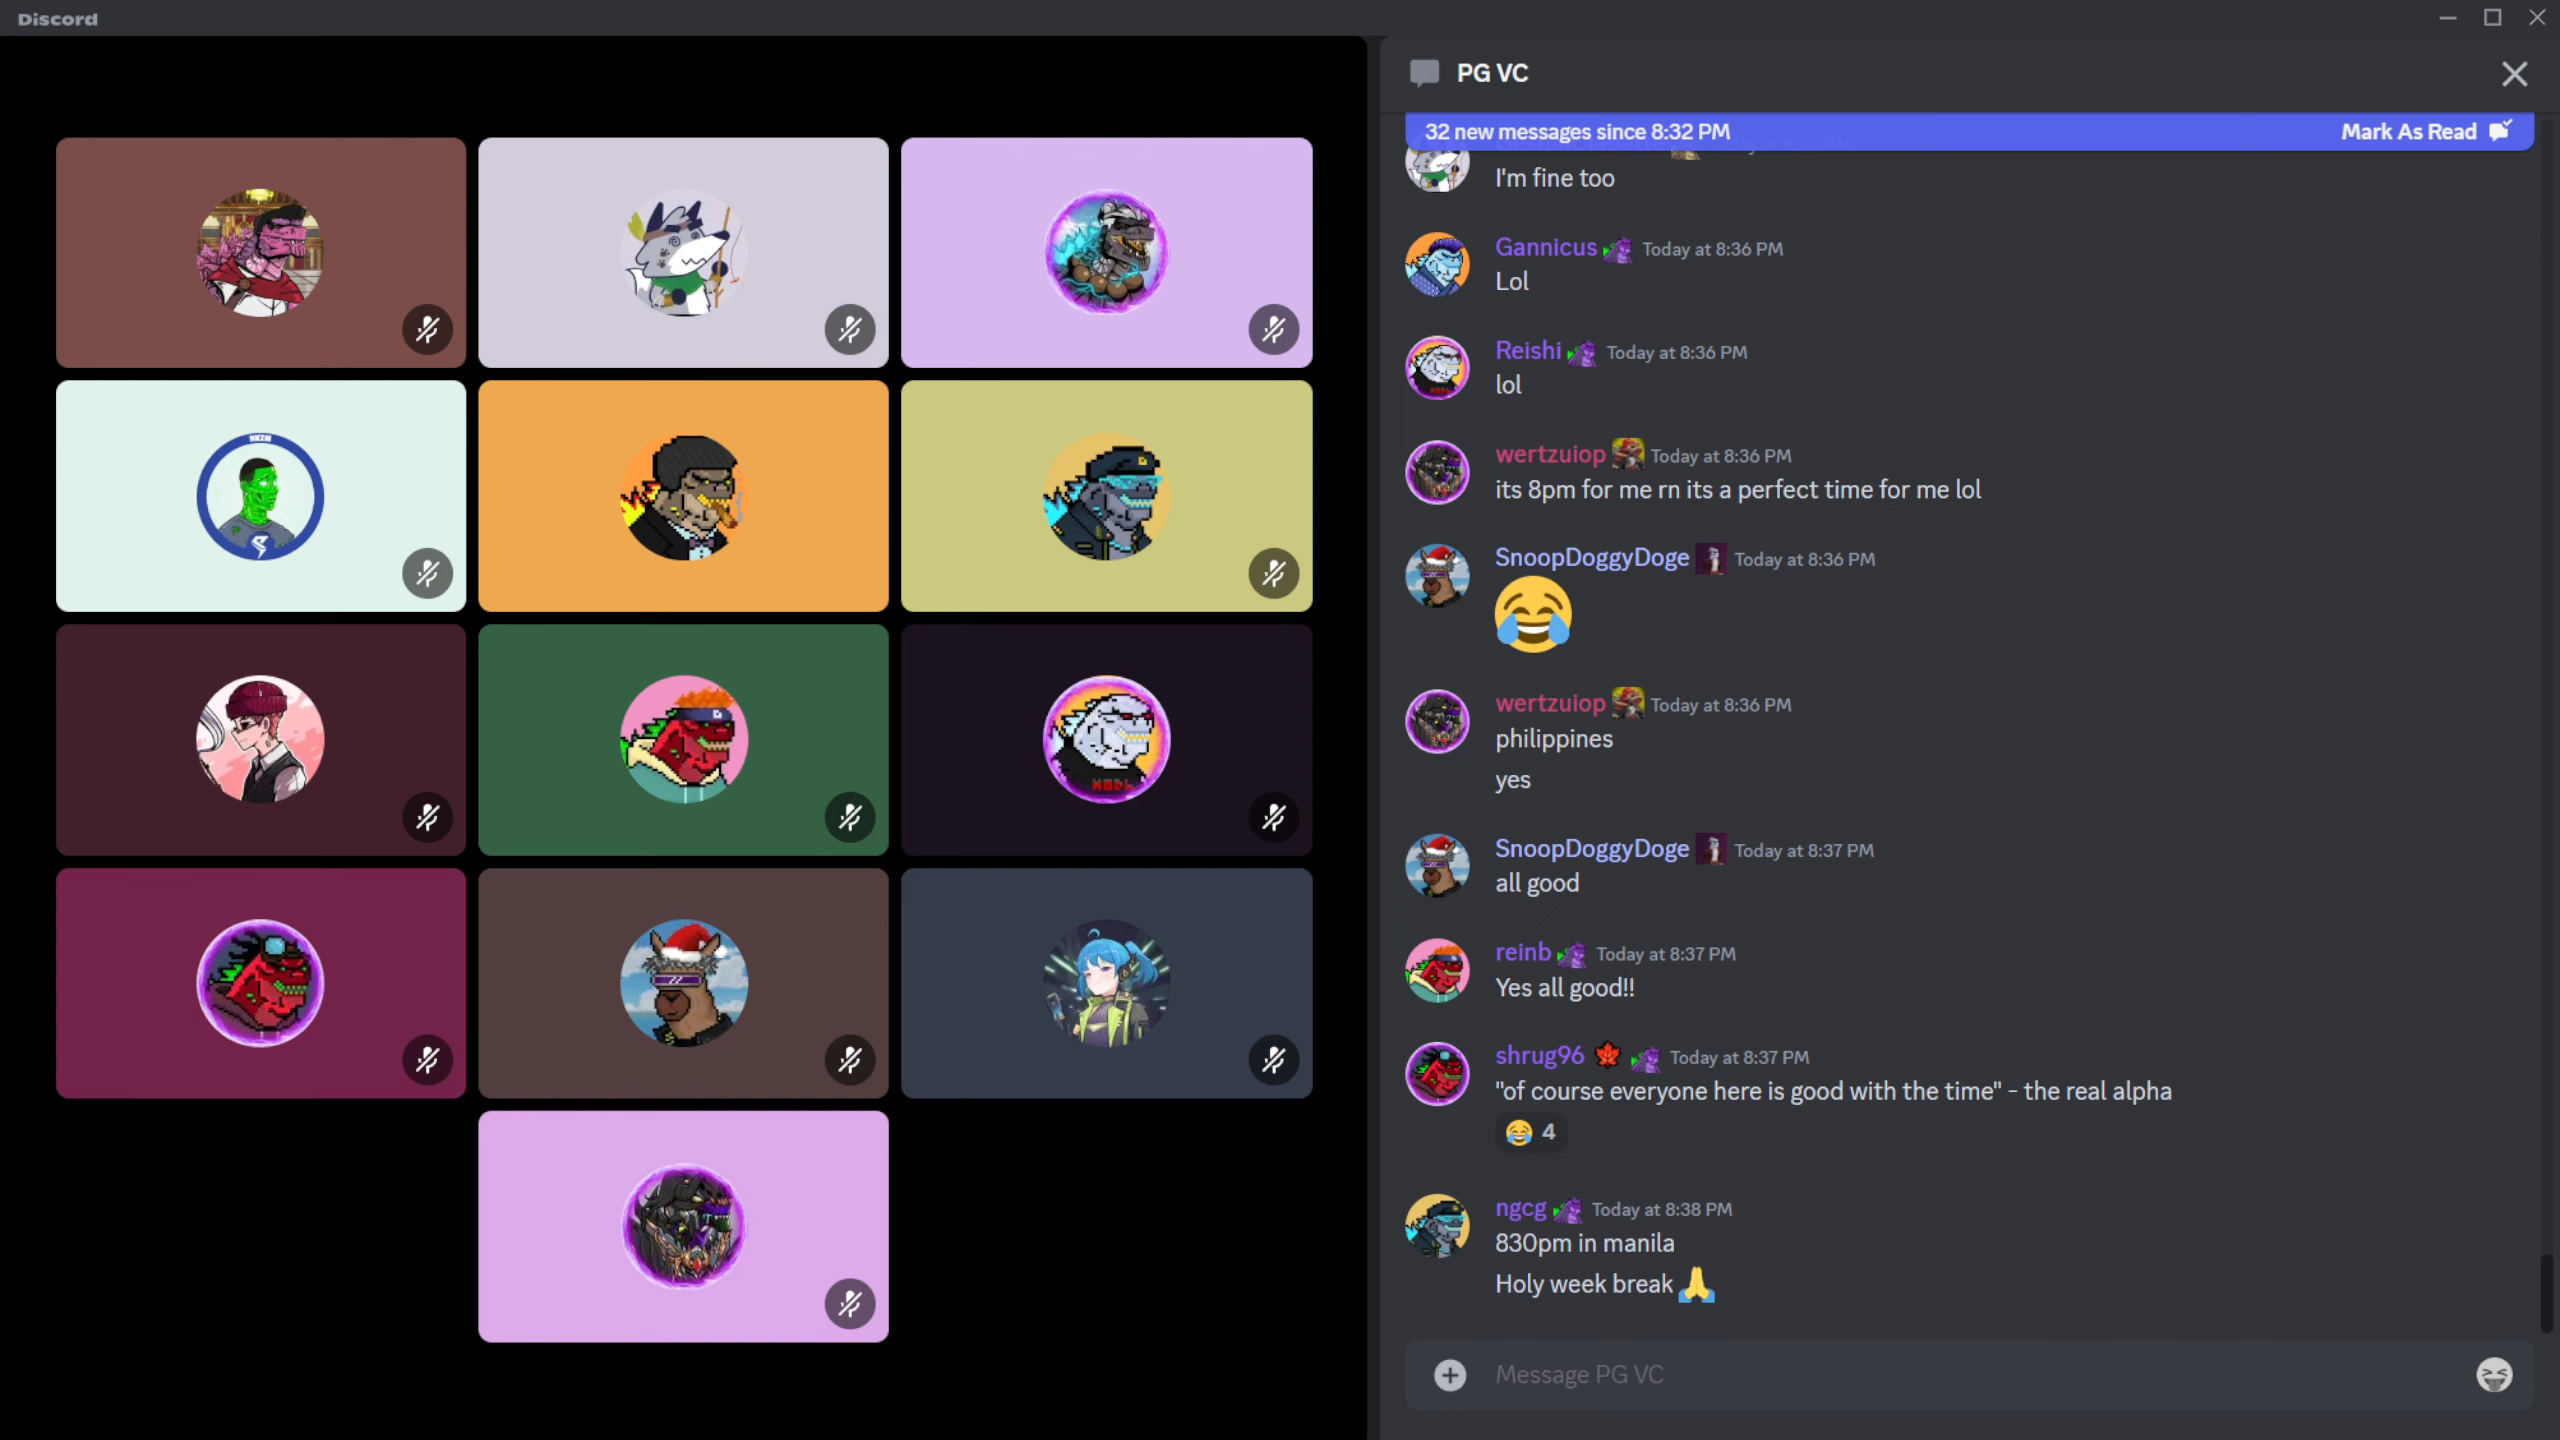 Discord
PG VC
32 new messages since 8:32 PM
Mark As Read
I'm fine too
Gannicus Today at 8:36 PM
Lol
Reishi Today at 8:36 PM
lol
wertzuiop Today at 8:36 PM
its 8pm for me rn its a perfect time for me lol
SnoopDoggyDoge Today at 8:36 PM
😂
wertzuiop Today at 8:36 PM
philippines
yes
SnoopDoggyDoge Today at 8:37 PM
all good
reinb Today at 8:37 PM
Yes all good!!
shrug96 🍁 Today at 8:37 PM
"of course everyone here is good with the time" - the real alpha
😂 4
ngcg Today at 8:38 PM
830pm in manila
Holy week break 🙏
Message PG VC
HODL